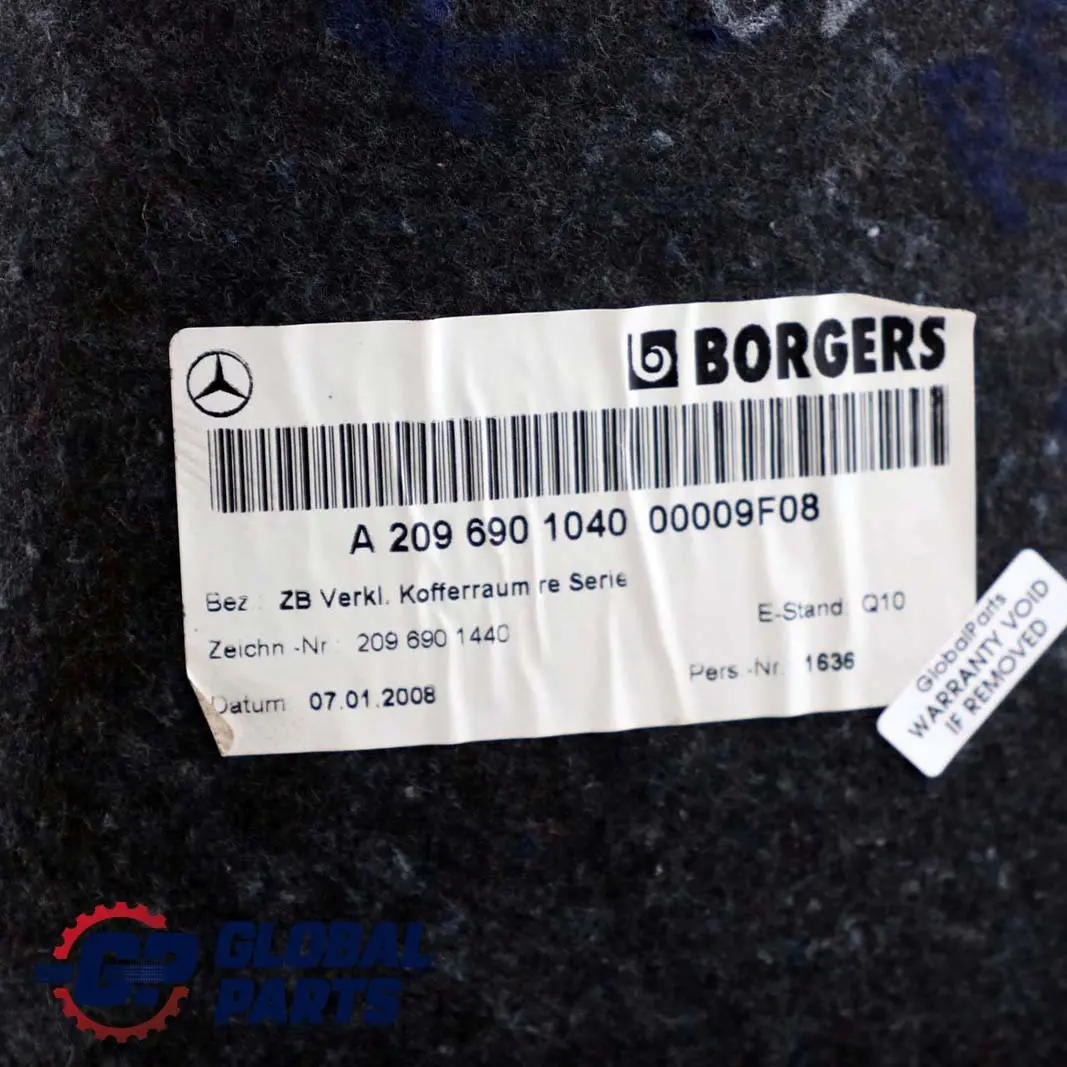 BORGERS
A 209 690 1040 00009F08
Bez.: ZB Verkl. Kofferraum re Serie
E-Stand: Q10
Zeichn.-Nr.: 209 690 1440
Pers.-Nr.: 1636
Datum 07.01.2008
GlobalParts
WARRANTY VOID
IF REMOVED
GP GLOBAL
PARTS